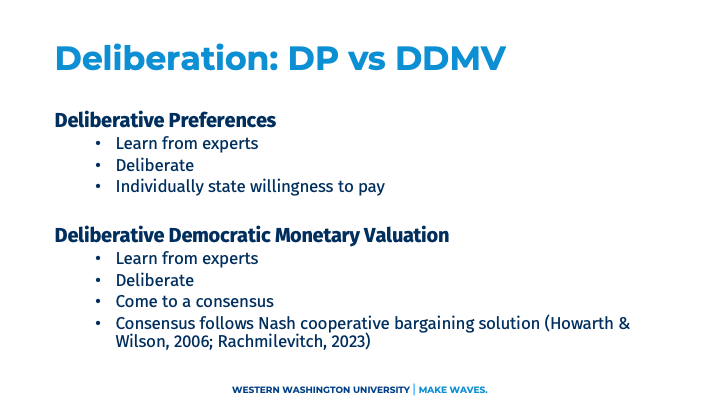 Deliberation: DP vs DDMV
Deliberative Preferences
• Learn from experts
• Deliberate
• Individually state willingness to pay
Deliberative Democratic Monetary Valuation
• Learn from experts
• Deliberate
• Come to a consensus
• Consensus follows Nash cooperative bargaining solution (Howarth &
Wilson, 2006; Rachmilevitch, 2023)
WESTERN WASHINGTON UNIVERSITY | MAKE WAVES.